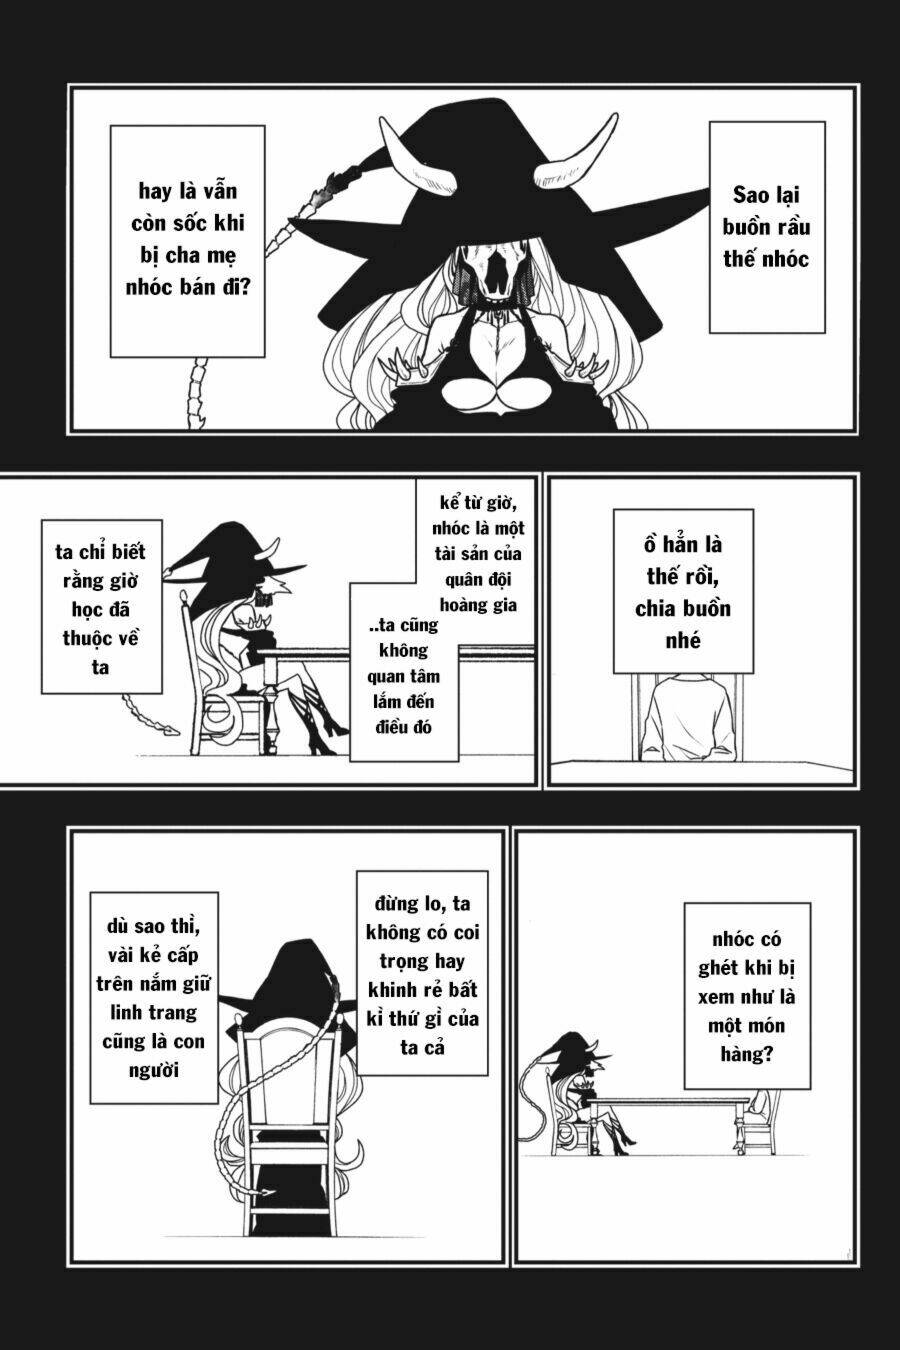 Sao lại
buồn rầu
thế nhóc
hay là vẫn
còn sốc khi
bị cha mẹ
nhóc bán đi?
ồ hẳn là
thế rồi,
chia buồn
nhé
kể từ giờ,
nhóc là một
tài sản của
quân đội
hoàng gia
..ta cũng
không
quan tâm
lắm đến
điều đó
ta chỉ biết
rằng giờ
học đã
thuộc về
ta
nhóc có
ghét khi bị
xem như là
một món
hàng?
đừng lo, ta
không có coi
trọng hay
khinh rẻ bất
kì thứ gì của
ta cả
dù sao thì,
vài kẻ cấp
trên nắm giữ
linh trang
cũng là con
người